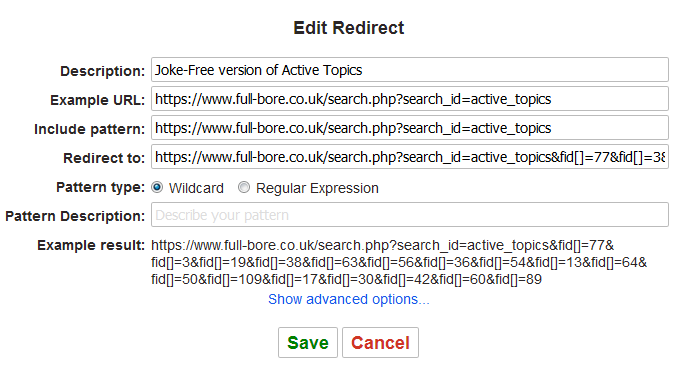 Edit Redirect
Description: Joke-Free version of Active Topics
Example URL: https://www.full-bore.co.uk/search.php?search_id=active_topics
Include pattern: https://www.full-bore.co.uk/search.php?search_id=active_topics
Redirect to: https://www.full-bore.co.uk/search.php?search_id=active_topics&fid[]=77&fid[]=38
Pattern type: Wildcard Regular Expression
Pattern Description: Describe your pattern
Example result: https://www.full-bore.co.uk/search.php?search_id=active_topics&fid[]=77&
fid[]=3&fid[]=19&fid[]=38&fid[]=63&fid[]=56&fid[]=36&fid[]=54&fid[]=13&fid[]=64&
fid[]=50&fid[]=109&fid[]=17&fid[]=30&fid[]=42&fid[]=60&fid[]=89
Show advanced options...
Save Cancel